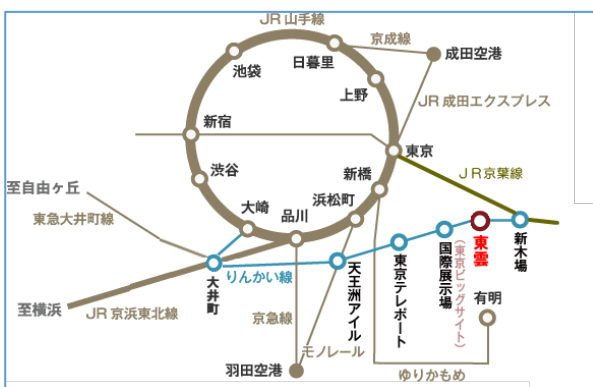 JR山手線
京成線
成田空港
日暮里
池袋
上野
JR成田エクスプレス
新宿
東京
渋谷
新橋
JR京葉線
至自由ヶ丘
浜松町
大崎
品川
東急大井町線
東雲
新木場
国際展示場
(東京ビッグサイト)
東京テレポート
天王洲アイル
りんかい線
大井町
有明
至横浜
JR京浜東北線
京急線
モノレール
羽田空港
ゆりかもめ